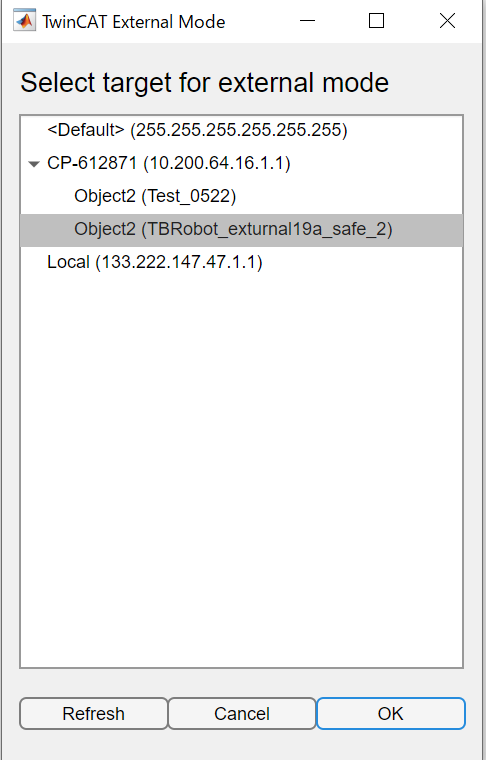 TwinCAT External Mode
Select target for external mode
<Default> (255.255.255.255.255.255)
CP-612871 (10.200.64.16.1.1)
Object2 (Test_0522)
Object2 (TBRobot_exturnal19a_safe_2)
Local (133.222.147.47.1.1)
Refresh
Cancel
OK